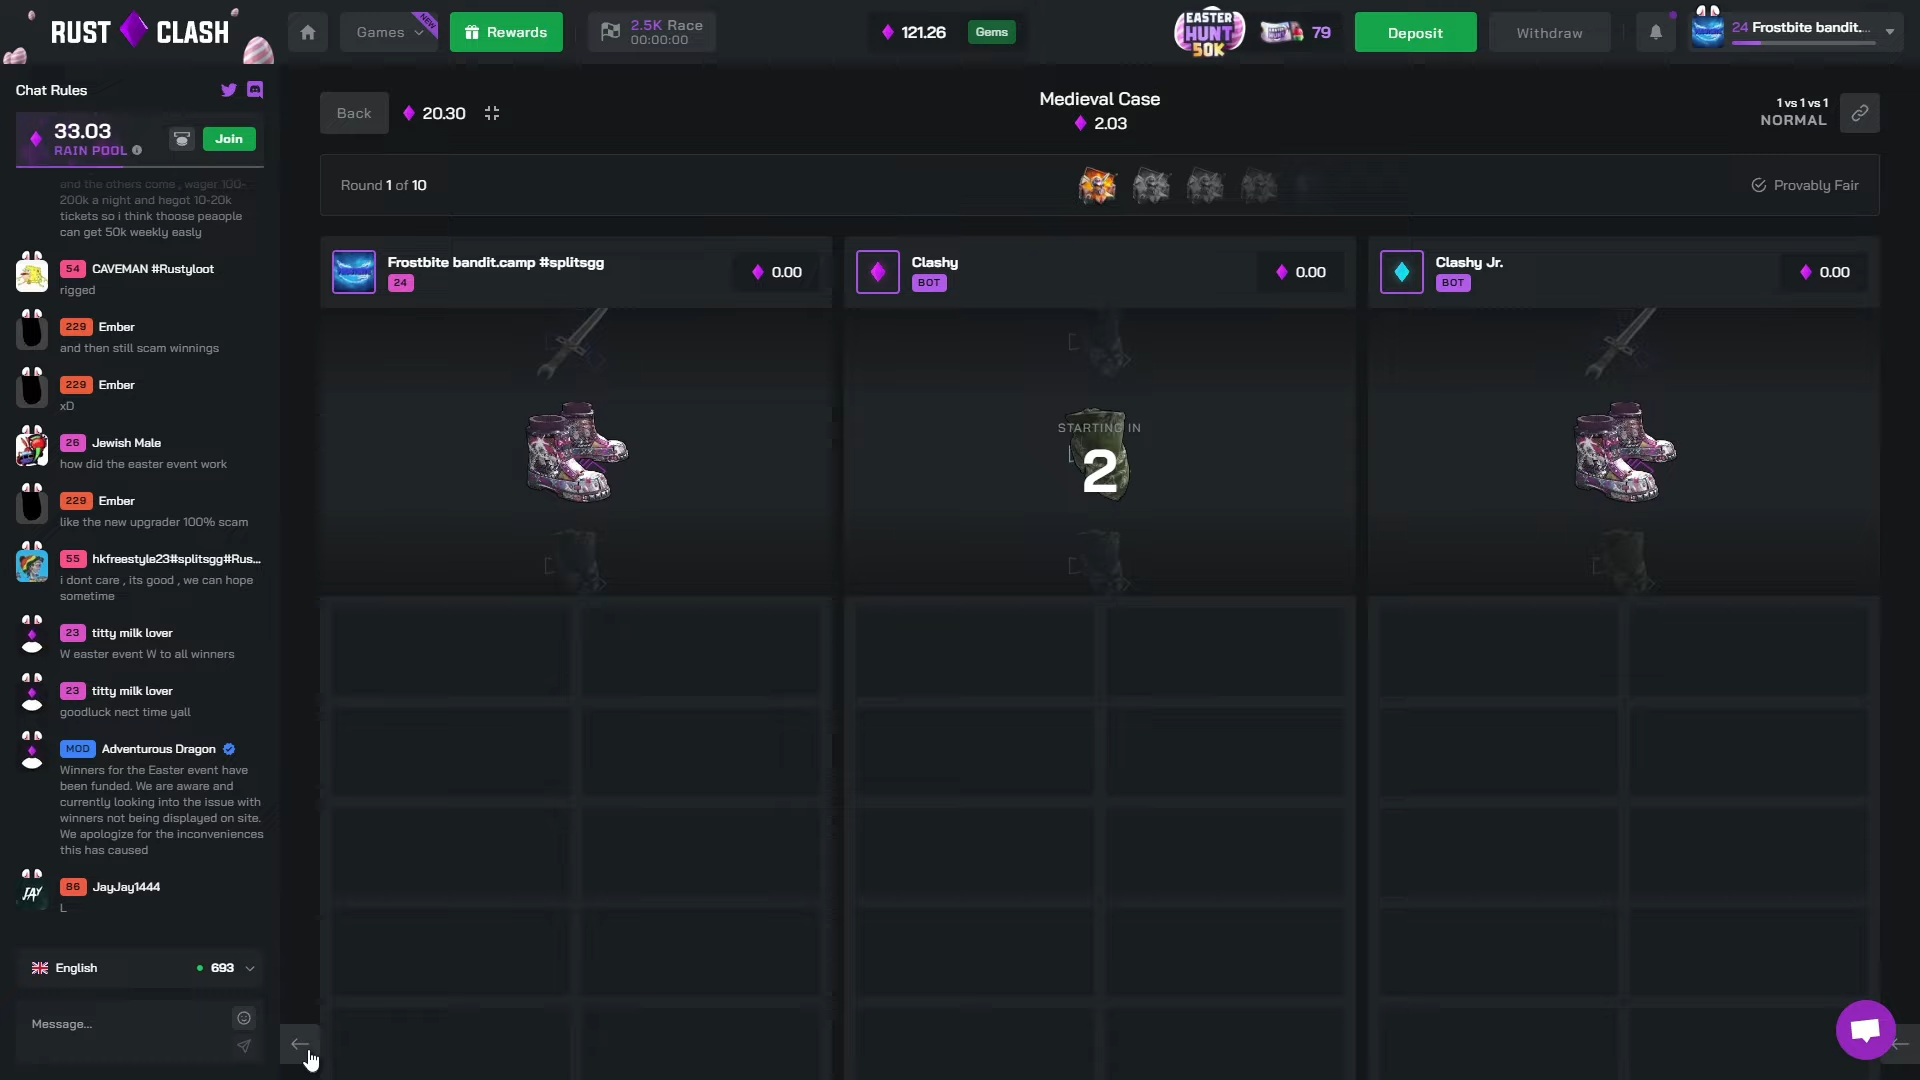 RUST CLASH
Games
NEW
Rewards
2.5K Race
00:00:00
121.26
Gems
EASTER
HUNT
50K
79
Deposit
Withdraw
24 Frostbite bandit....
Chat Rules
33.03
RAIN POOL
Join
and the others come , wager 100-
200k a night and hegot 10-20k
tickets so i think thoose peaople
can get 50k weekly easly
54 CAVEMAN #Rustyloot
rigged
229 Ember
and then still scam winnings
229 Ember
xD
26 Jewish Male
how did the easter event work
229 Ember
like the new upgrader 100% scam
55 hkfreestyle23#splitsgg#Rus...
i dont care , its good , we can hope
sometime
23 titty milk lover
W easter event W to all winners
23 titty milk lover
goodluck nect time yall
MOD Adventurous Dragon
Winners for the Easter event have
been funded. We are aware and
currently looking into the issue with
winners not being displayed on site.
We apologize for the inconveniences
this has caused
JAY
86 JayJay1444
L
English
693
Message...
Back
20.30
Medieval Case
2.03
1 vs 1 vs 1
NORMAL
Round 1 of 10
Provably Fair
Frostbite bandit.camp #splitsgg
24
0.00
Clashy
BOT
0.00
Clashy Jr.
BOT
0.00
STARTING IN
2